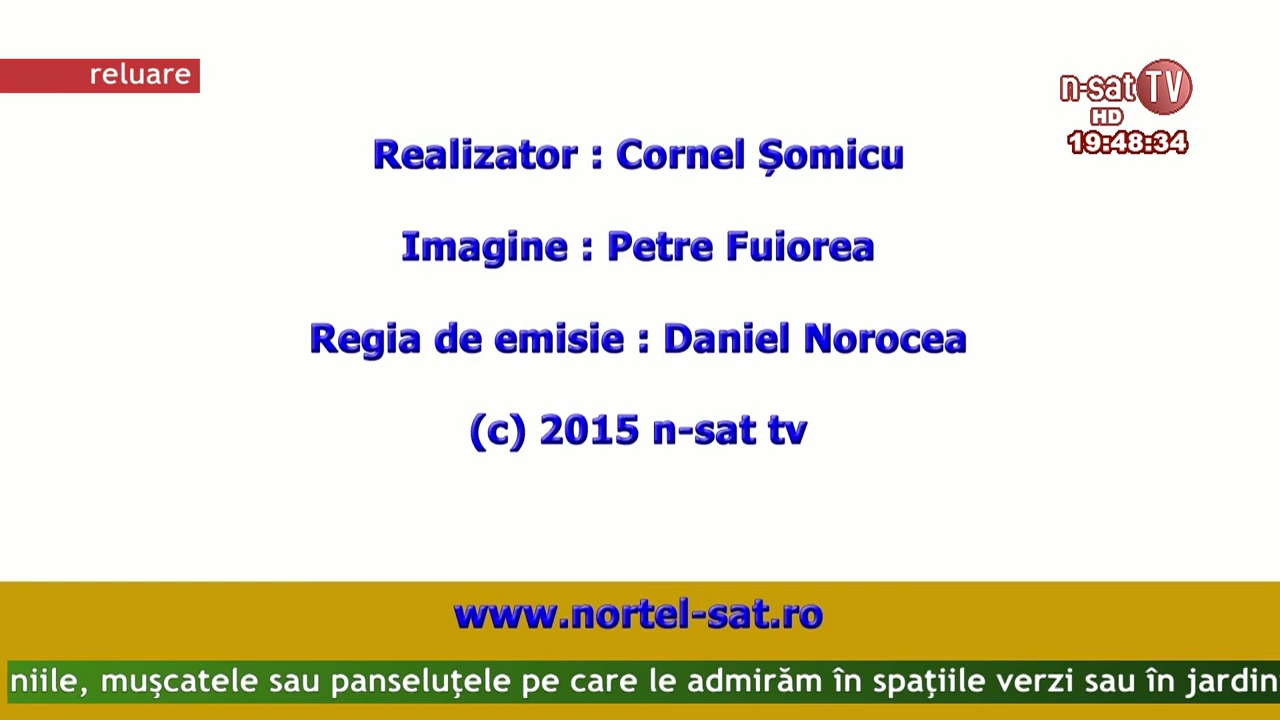 reluare
n-sat TV
HD
19:48:34
Realizator : Cornel Șomicu
Imagine : Petre Fuiorea
Regia de emisie : Daniel Norocea
(c) 2015 n-sat tv
www.nortel-sat.ro
niile, mușcatele sau panseluțele pe care le admirăm în spațiile verzi sau în jardin